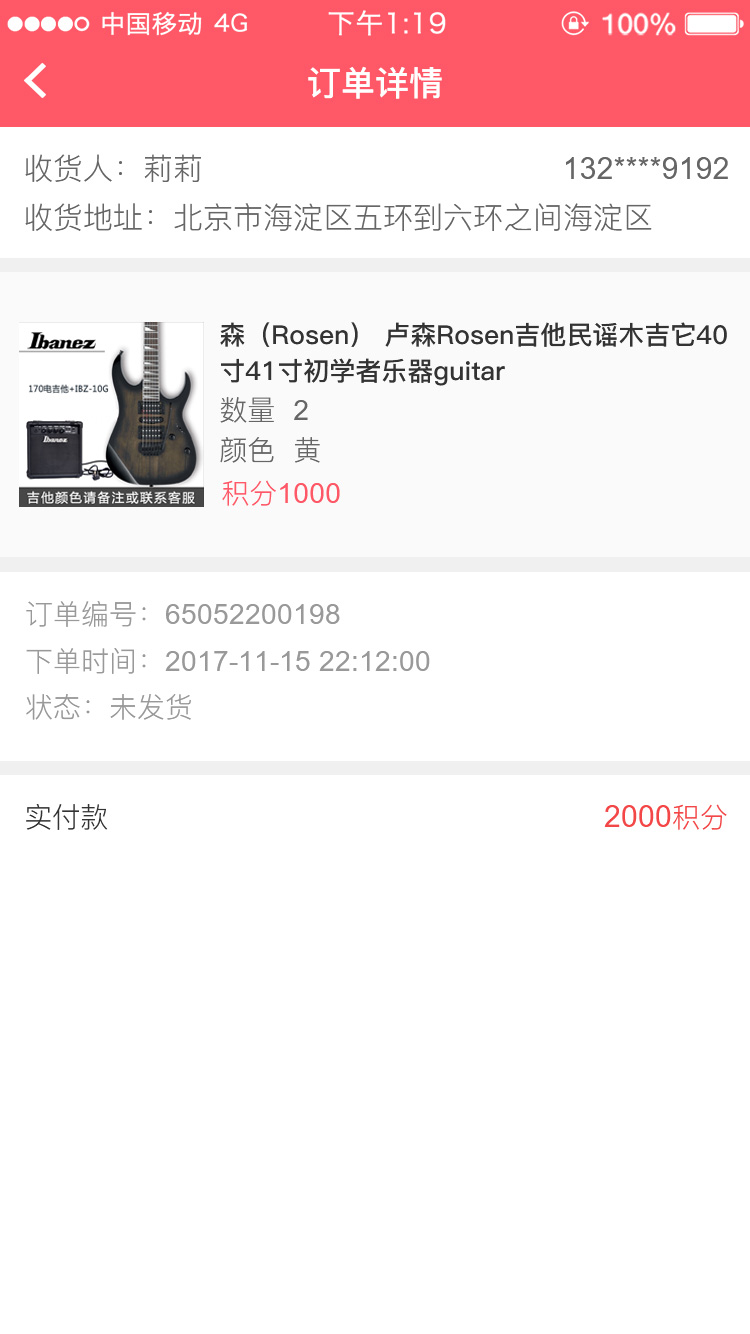 中国移动 4G 下午1:19 100%
订单详情
收货人：莉莉 132****9192
收货地址：北京市海淀区五环到六环之间海淀区
森（Rosen） 卢森Rosen吉他民谣木吉它40
寸41寸初学者乐器guitar
数量 2
颜色 黄
积分1000
Ibanez
170电吉他+IBZ-10G
Ibanez
吉他颜色请备注或联系客服
订单编号：65052200198
下单时间：2017-11-15 22:12:00
状态：未发货
实付款 2000积分